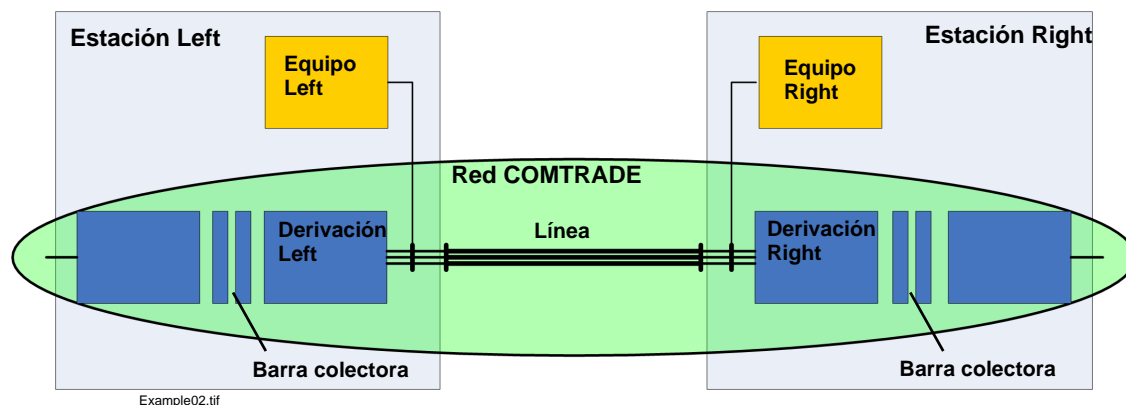 Estación Left
Estación Right
Equipo
Left
Equipo
Right
Red COMTRADE
Derivación
Left
Línea
Derivación
Right
Barra colectora
Barra colectora
Example02.tif